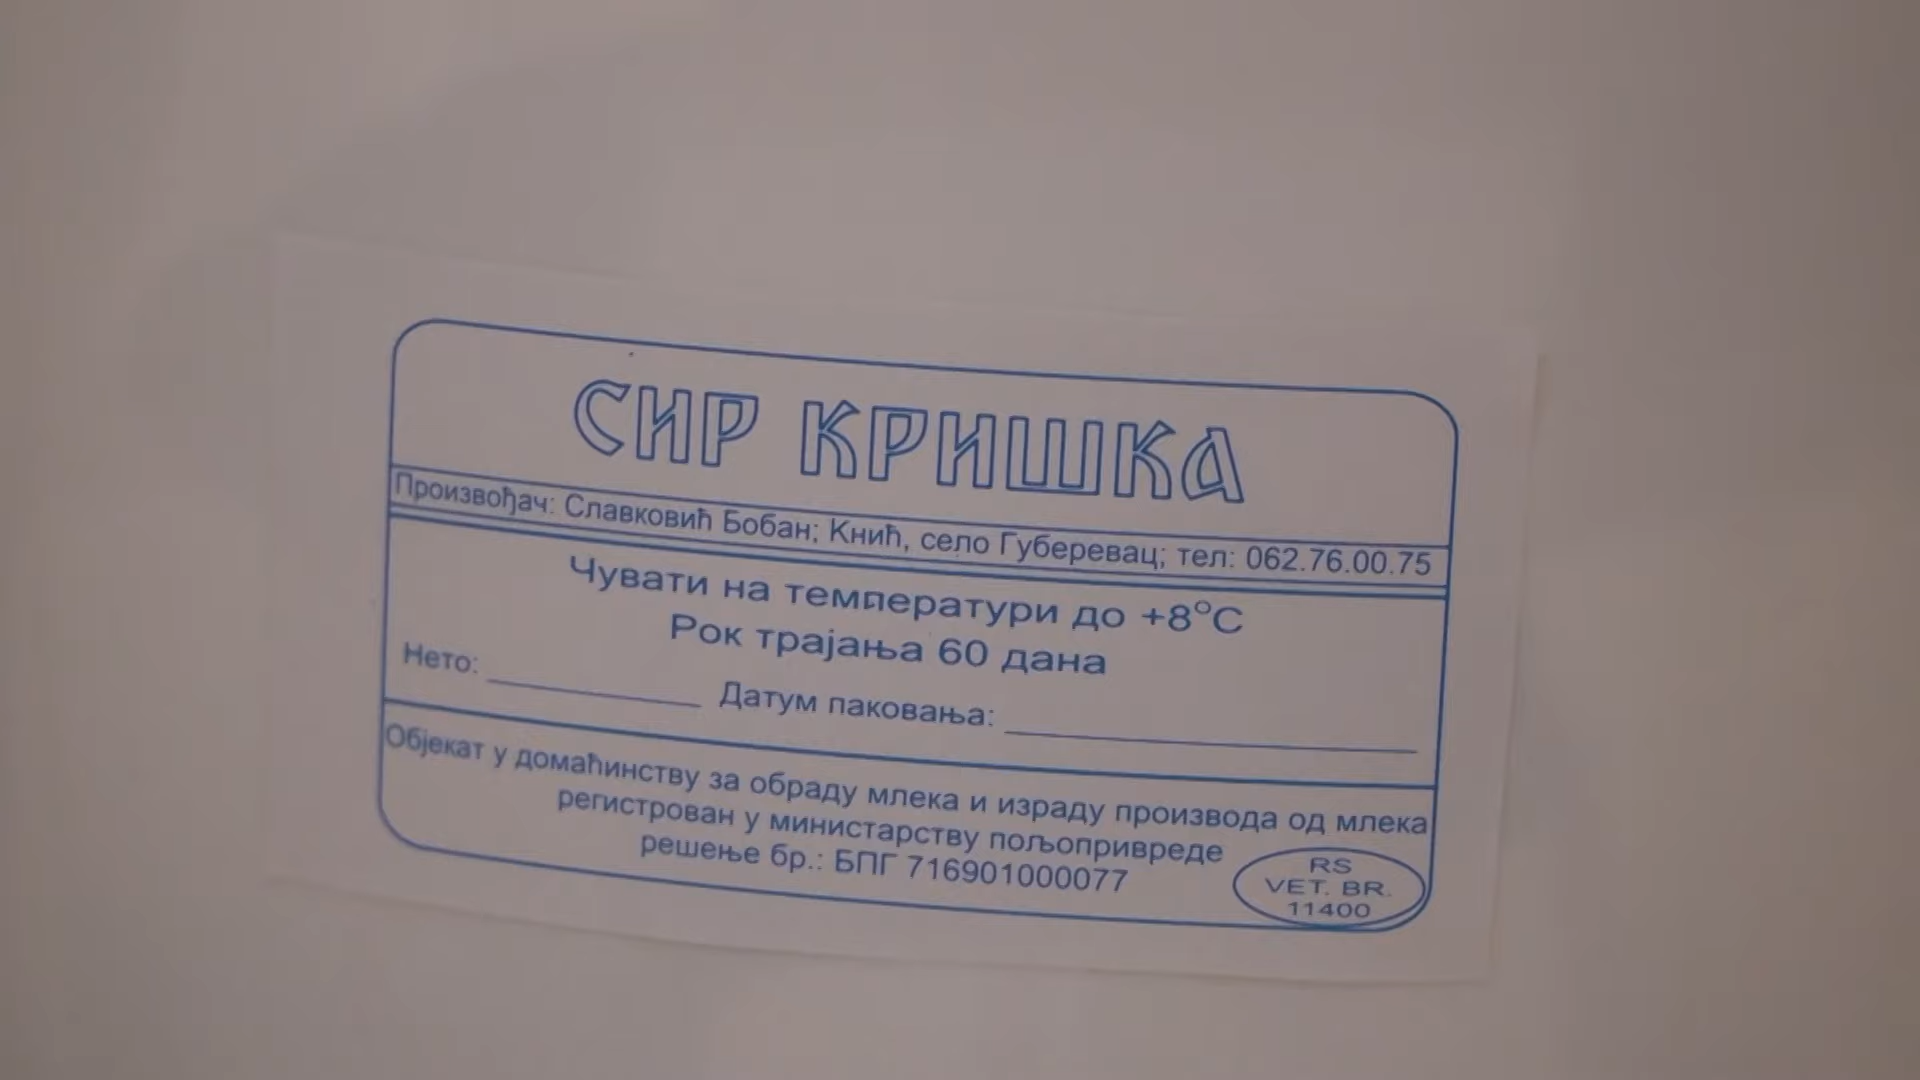 СИР КРИШКА
Произвођач: Славковић Бобан; Кнић, село Губеревац; тел: 062.76.00.75
Чувати на температури до +8°C
Рок трајања 60 дана
Нето: ____________ Датум паковања: ______________________
Објекат у домаћинству за обраду млека и израду производа од млека
регистрован у министарству пољопривреде
решење бр.: БПГ 716901000077
RS
VET. BR.
11400